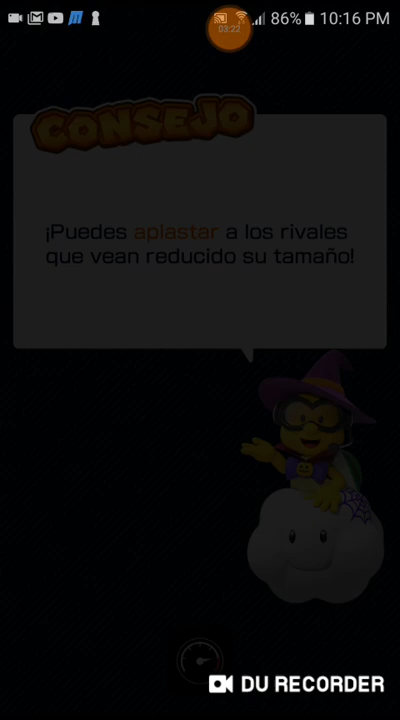 86% 10:16 PM
03:22
CONSEJO
¡Puedes aplastar a los rivales
que vean reducido su tamaño!
DU RECORDER